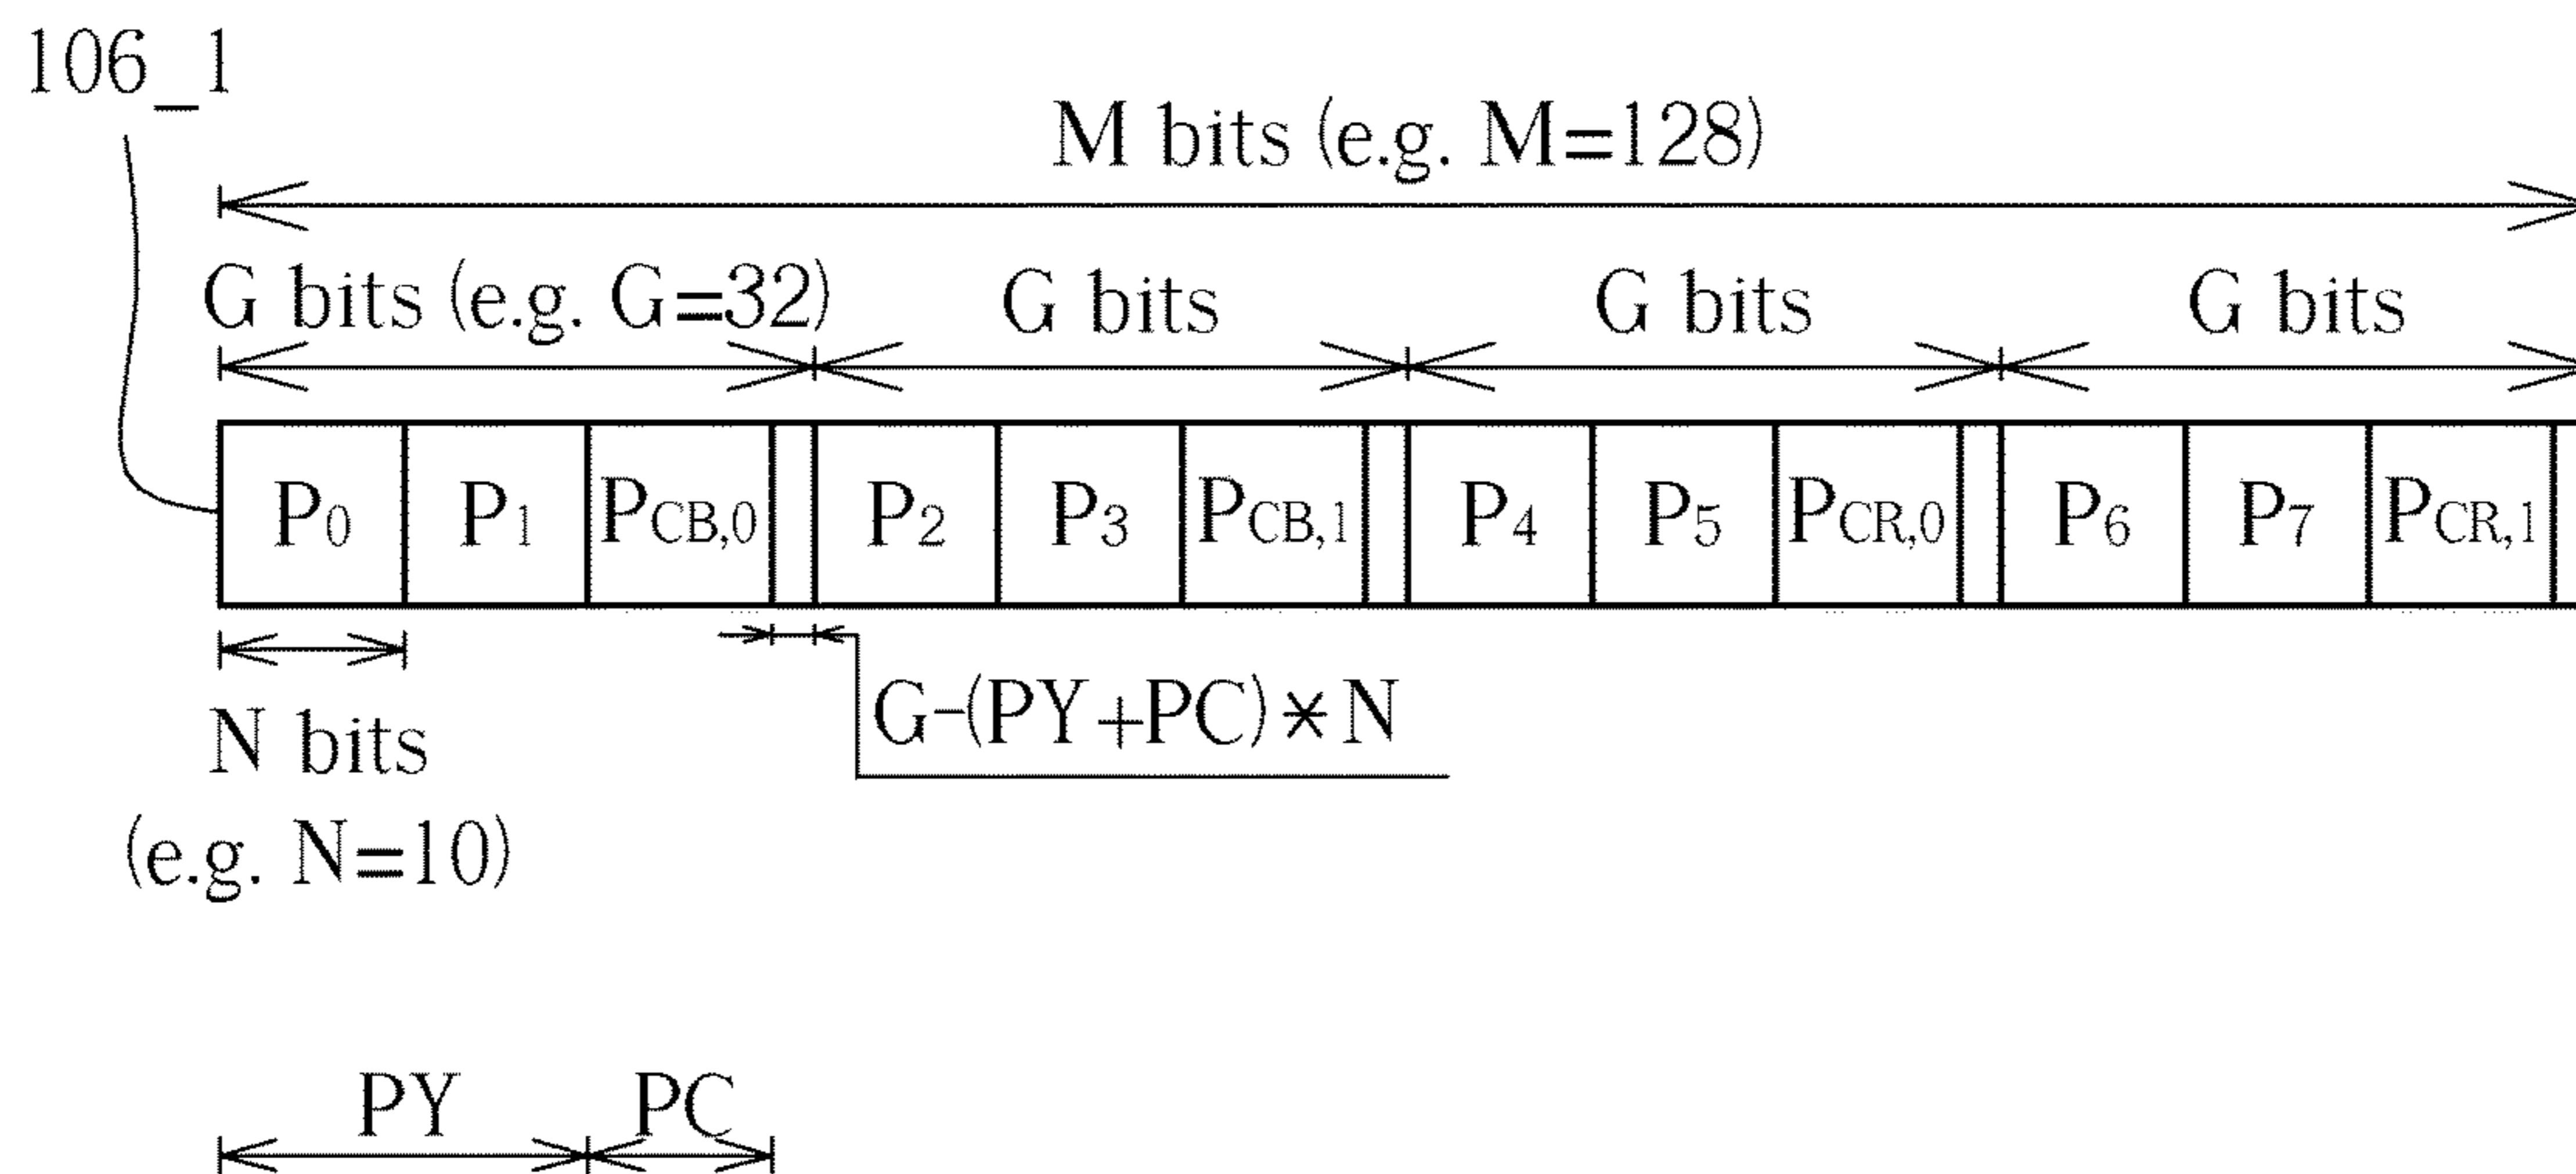 106_1
M bits (e.g. M=128)
G bits (e.g. G=32) G bits G bits G bits
P0 P1 PCB,0 P2 P3 PCB,1 P4 P5 PCR,0 P6 P7 PCR,1
G-(PY+PC)*N
N bits
(e.g. N=10)
PY PC